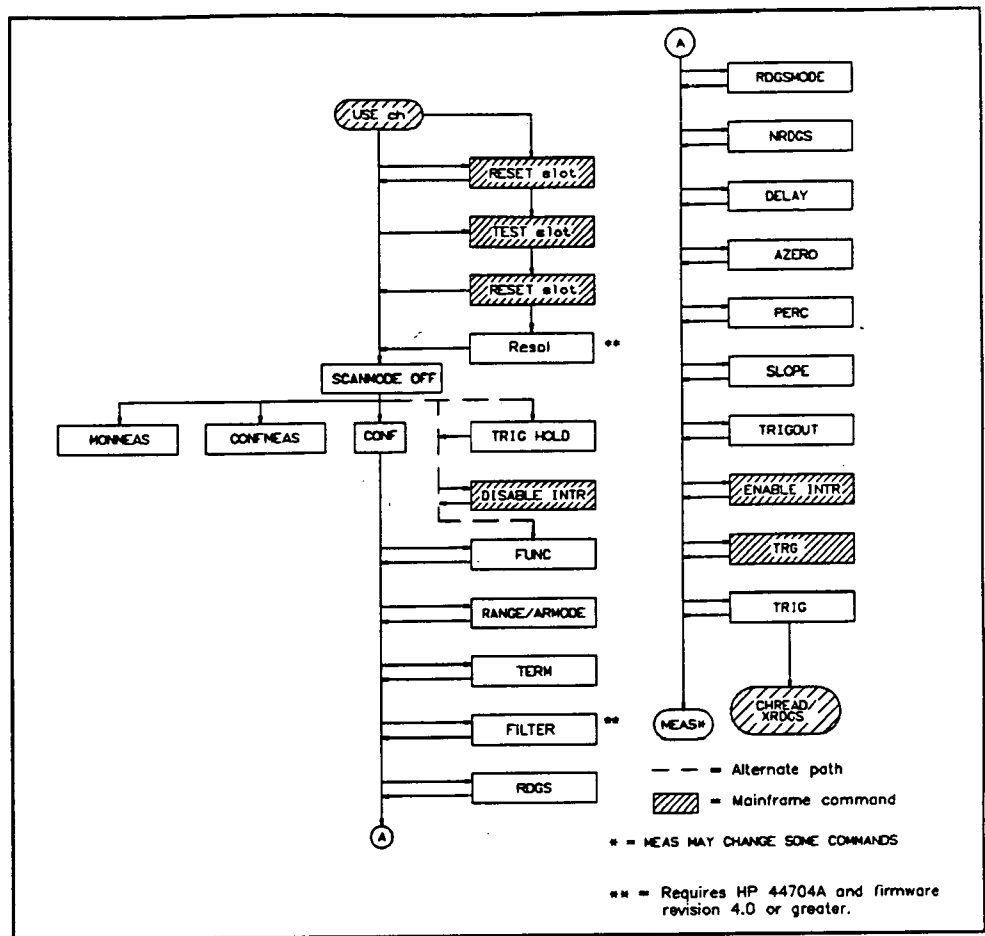 USE ch
RESET slot
TEST slot
RESET slot
Resol **
SCANMODE OFF
MONMEAS
CONFMEAS
CONF
TRIG HOLD
DISABLE INTR
FUNC
RANGE/ARMODE
TERM
FILTER **
RDGS
A
A
RDGSMODE
NRDGS
DELAY
AZERO
PERC
SLOPE
TRIGOUT
ENABLE INTR
TRG
TRIG
MEAS*
CHREAD/
XRDGS
= Alternate path
= Mainframe command
* = MEAS MAY CHANGE SOME COMMANDS
** = Requires HP 44704A and firmware
revision 4.0 or greater.